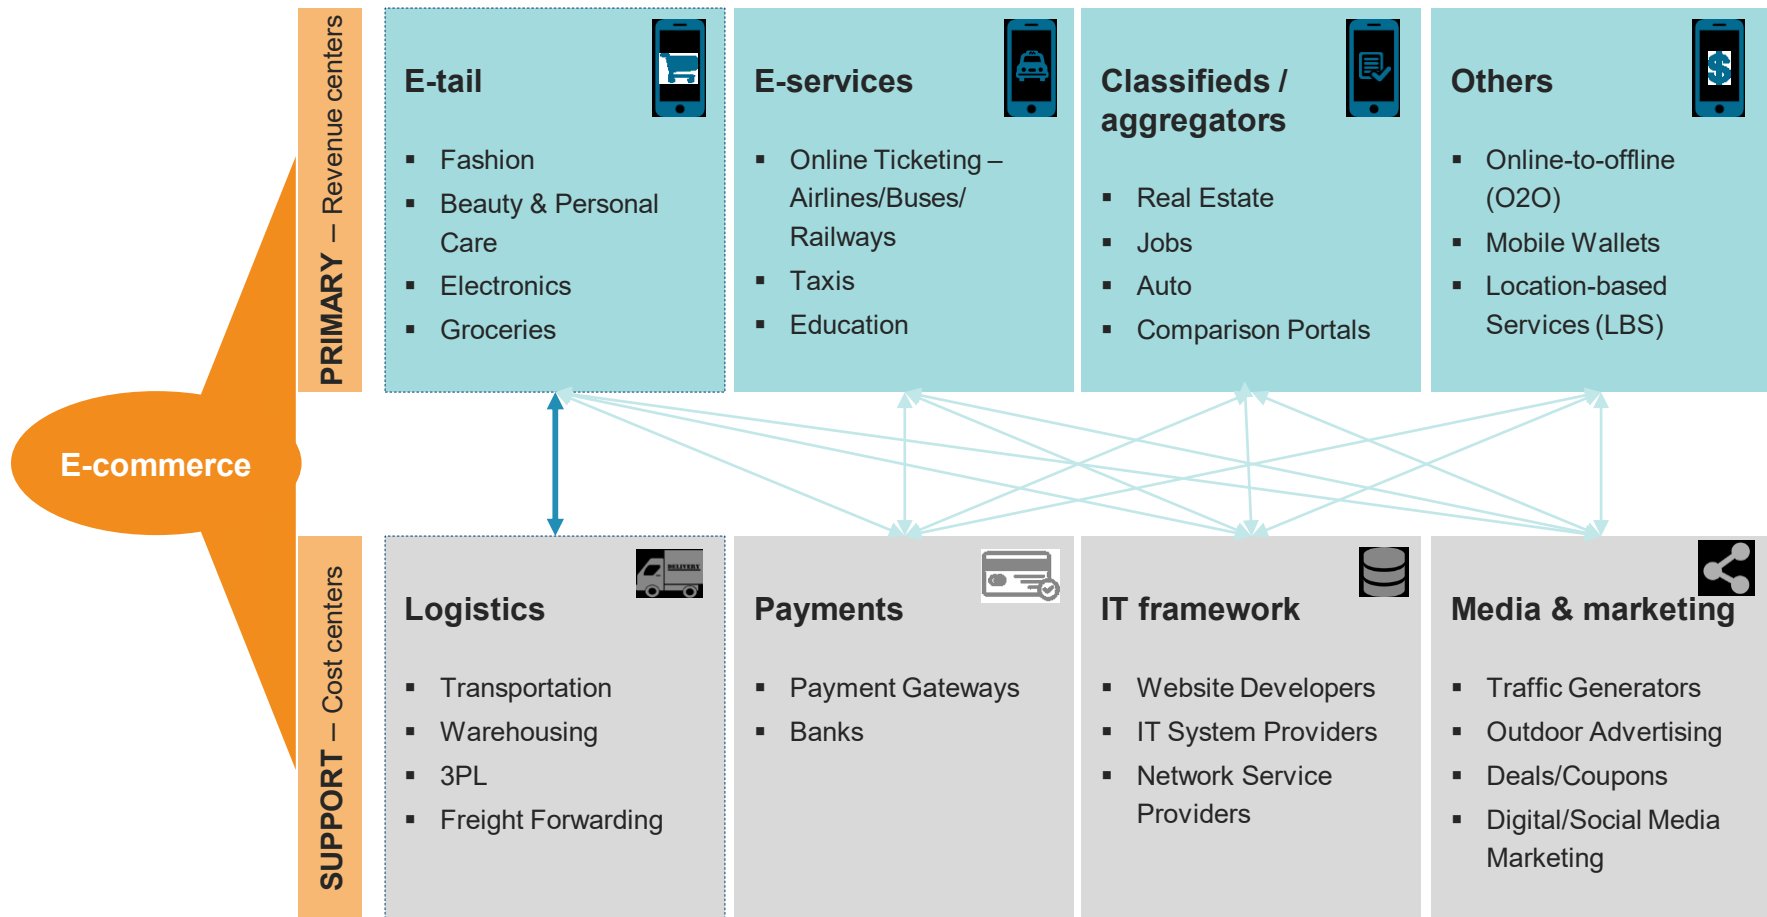 PRIMARY – Revenue centers
E-tail
Fashion
Beauty & Personal
Care
Electronics
Groceries
E-services
Online Ticketing –
Airlines/Buses/
Railways
Taxis
Education
Classifieds /
aggregators
Real Estate
Jobs
Auto
Comparison Portals
Others
$
Online-to-offline
(O2O)
Mobile Wallets
Location-based
Services (LBS)
E-commerce
SUPPORT – Cost centers
DELIVERY
Logistics
Transportation
Warehousing
3PL
Freight Forwarding
Payments
Payment Gateways
Banks
IT framework
Website Developers
IT System Providers
Network Service
Providers
Media & marketing
Traffic Generators
Outdoor Advertising
Deals/Coupons
Digital/Social Media
Marketing